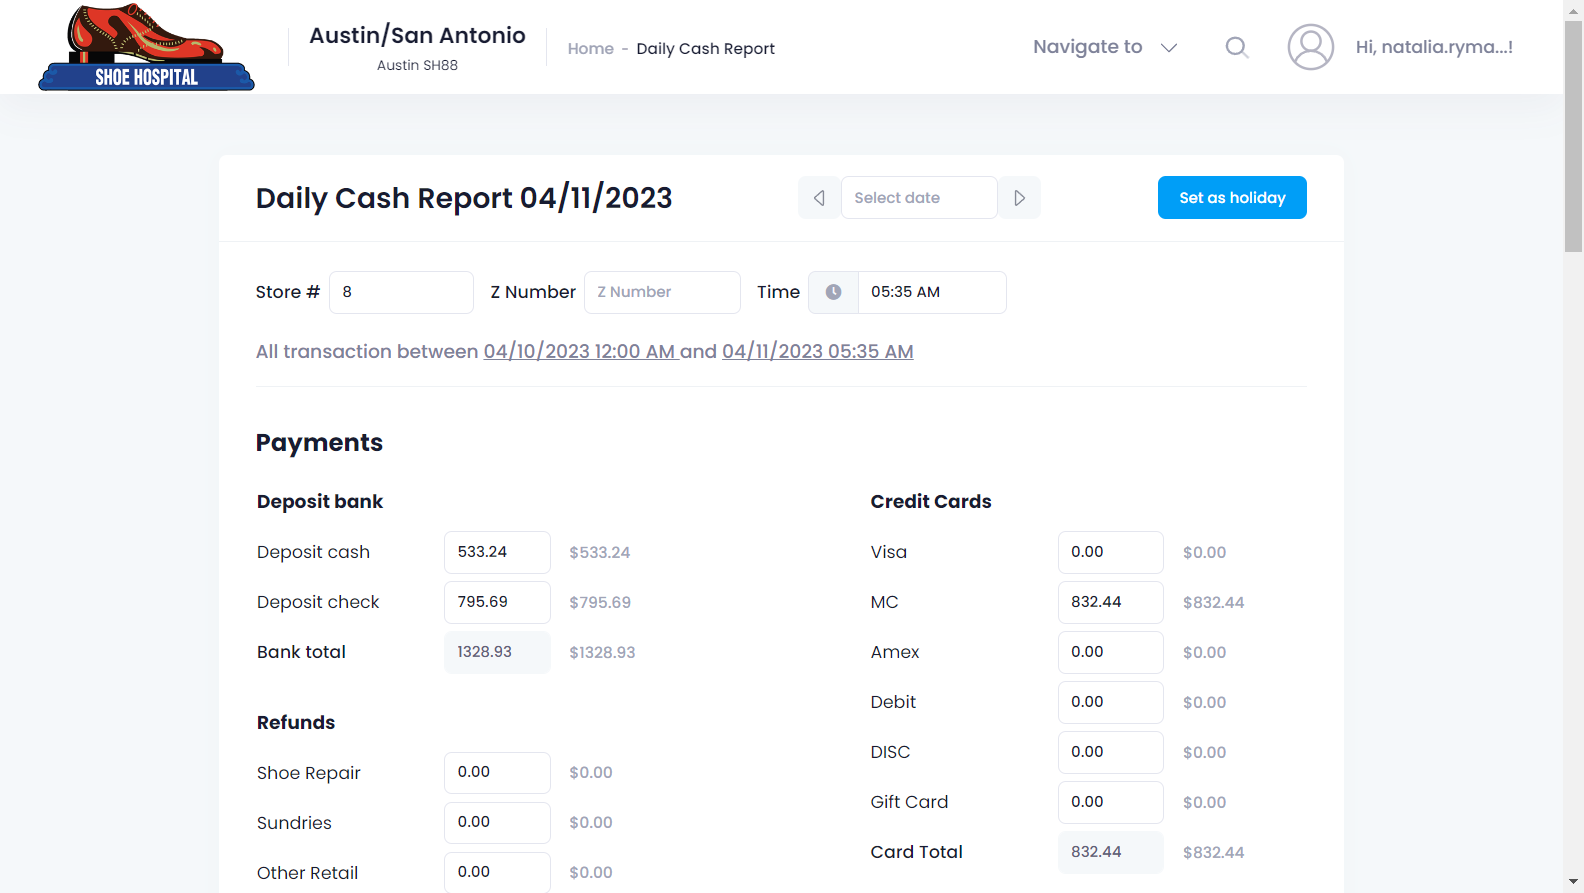 SHOE HOSPITAL
Austin/San Antonio
Austin SH88
Home - Daily Cash Report
Navigate to
Hi, natalia.ryma...!
Daily Cash Report 04/11/2023
Select date
Set as holiday
Store # 8 Z Number Z Number Time 05:35 AM
All transaction between 04/10/2023 12:00 AM and 04/11/2023 05:35 AM
Payments
Deposit bank
Deposit cash 533.24 $533.24
Deposit check 795.69 $795.69
Bank total 1328.93 $1328.93
Refunds
Shoe Repair 0.00 $0.00
Sundries 0.00 $0.00
Other Retail 0.00 $0.00
Credit Cards
Visa 0.00 $0.00
MC 832.44 $832.44
Amex 0.00 $0.00
Debit 0.00 $0.00
DISC 0.00 $0.00
Gift Card 0.00 $0.00
Card Total 832.44 $832.44